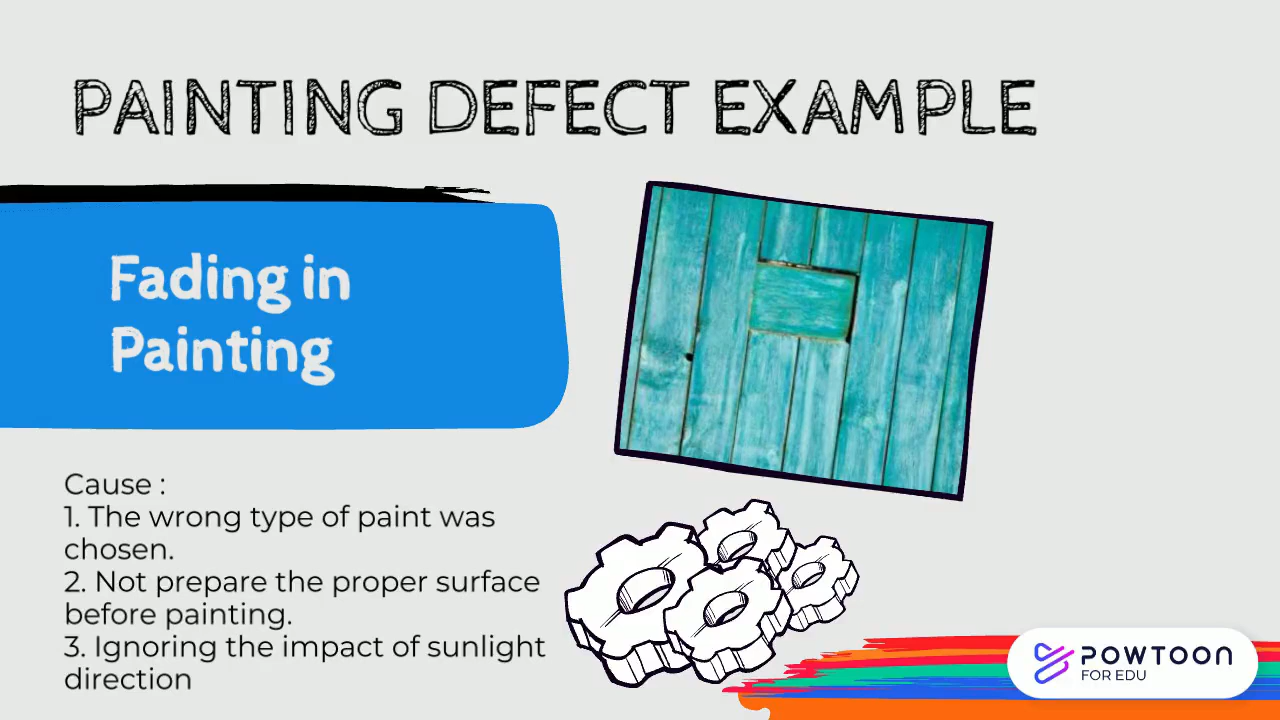 PAINTING DEFECT EXAMPLE
Fading in
Painting
Cause :
1. The wrong type of paint was
chosen.
2. Not prepare the proper surface
before painting.
3. Ignoring the impact of sunlight
direction
POWTOON
FOR EDU